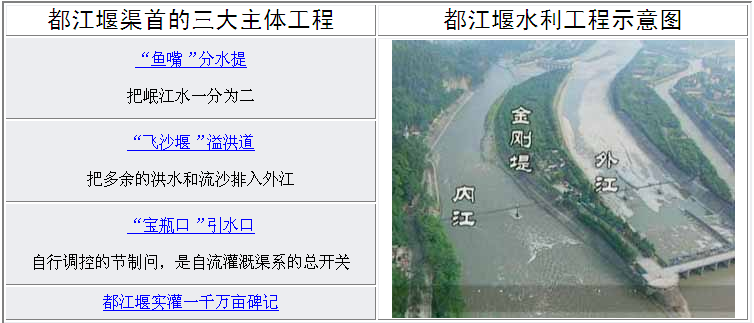 都江堰渠首的三大主体工程
都江堰水利工程示意图
“鱼嘴”分水提
把岷江水一分为二
“飞沙堰”溢洪道
把多余的洪水和流沙排入外江
“宝瓶口”引水口
自行调控的节制问，是自流灌溉渠系的总开关
都江堰实灌一千万亩碑记
金刚堤
外江
内江